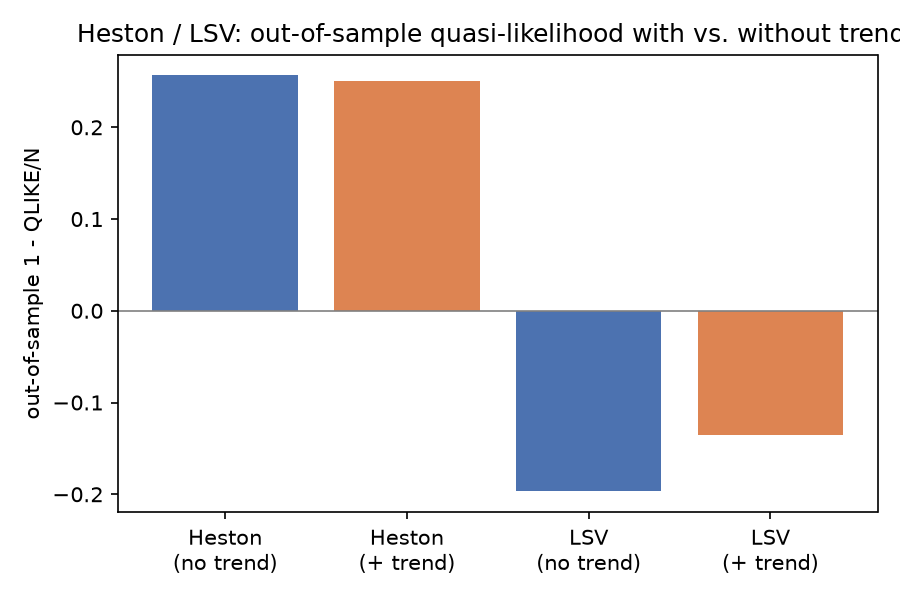 Heston / LSV: out-of-sample quasi-likelihood with vs. without trend
out-of-sample 1 - QLIKE/N
0.2
0.1
0.0
−0.1
−0.2
Heston
(no trend)
Heston
(+ trend)
LSV
(no trend)
LSV
(+ trend)